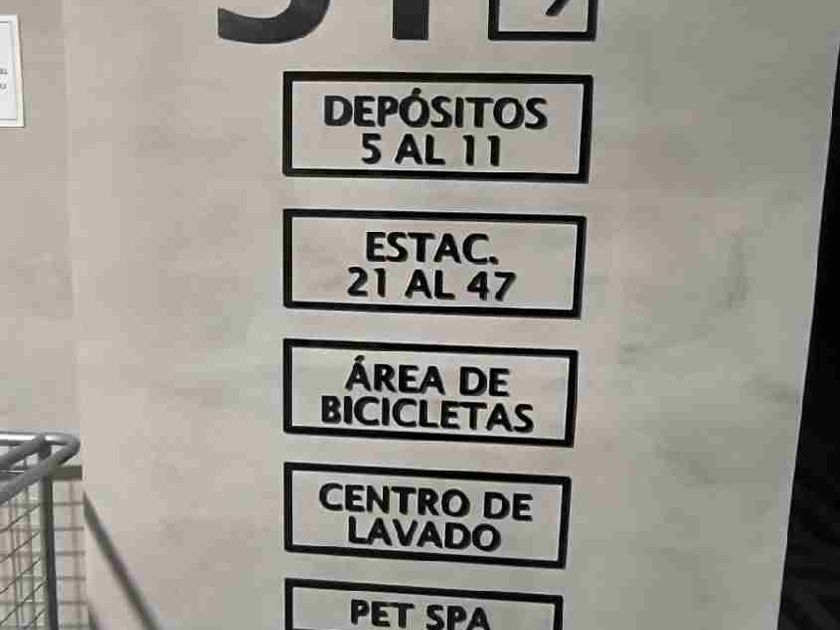 DEPÓSITOS
5 AL 11
ESTAC.
21 AL 47
ÁREA DE
BICICLETAS
CENTRO DE
LAVADO
PET SPA